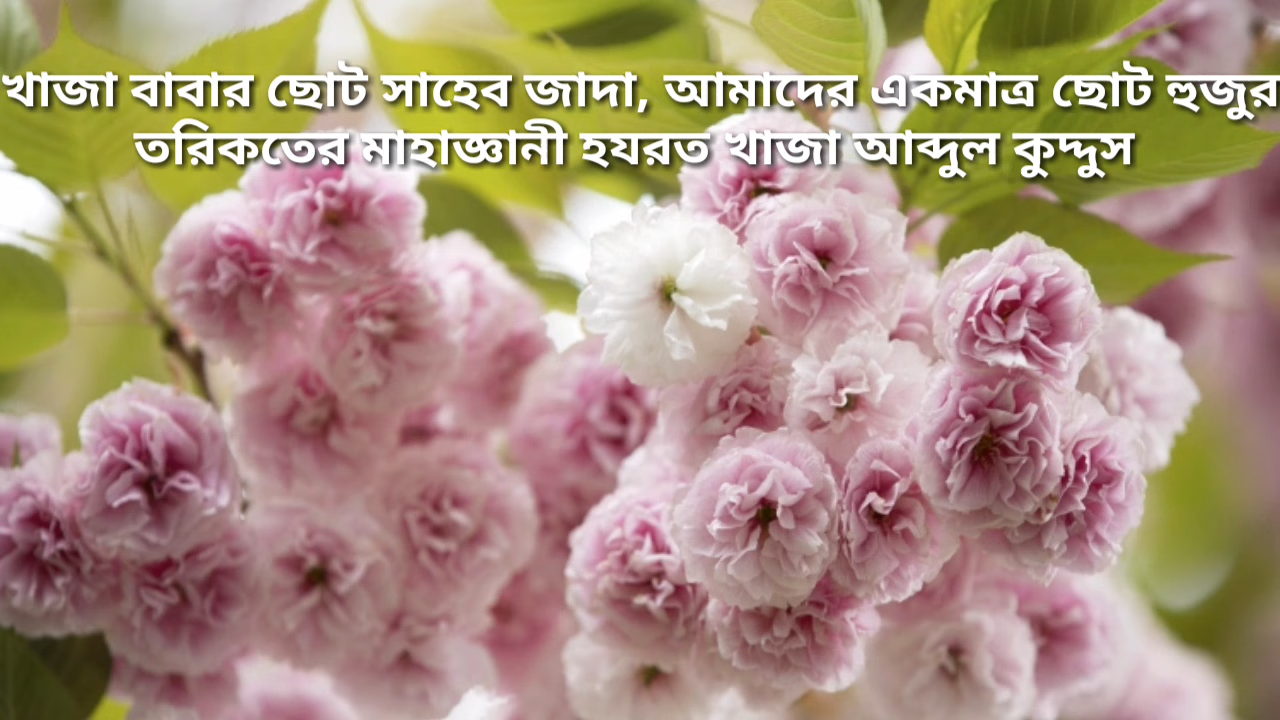 খাজা বাবার ছোট সাহেব জাদা, আমাদের একমাত্র ছোট হুজুর
তরিকতের মাহাজ্ঞানী হযরত খাজা আব্দুল কুদ্দুস